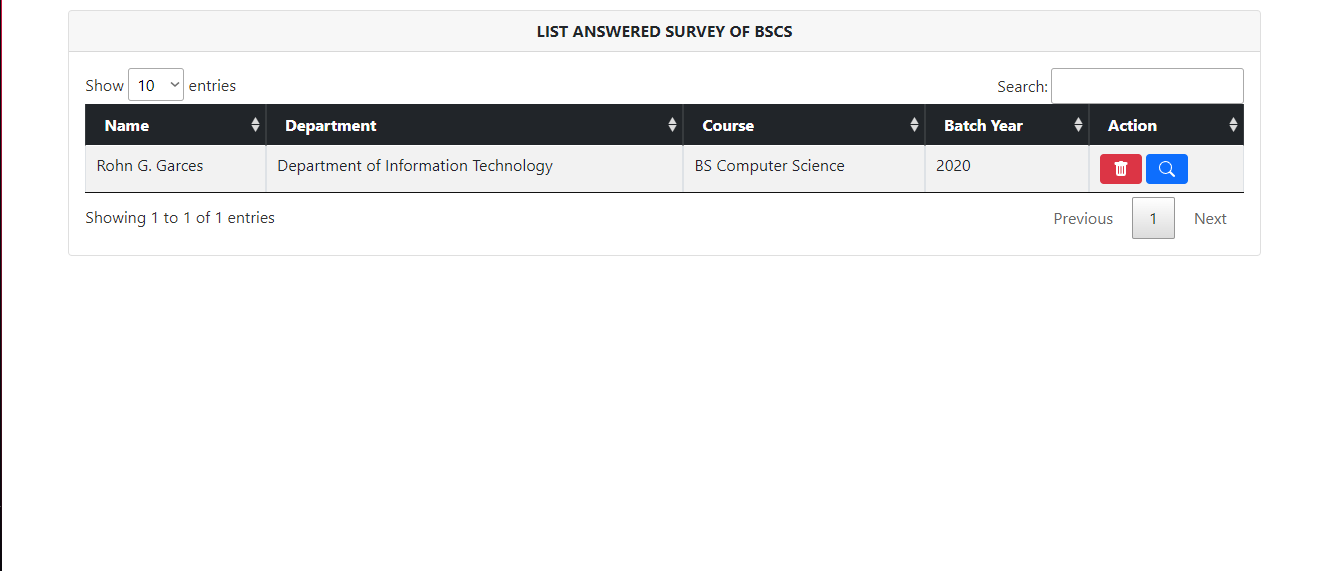 LIST ANSWERED SURVEY OF BSCS
Show 10 entries Search:
Name Department Course Batch Year Action
Rohn G. Garces Department of Information Technology BS Computer Science 2020
Showing 1 to 1 of 1 entries Previous 1 Next